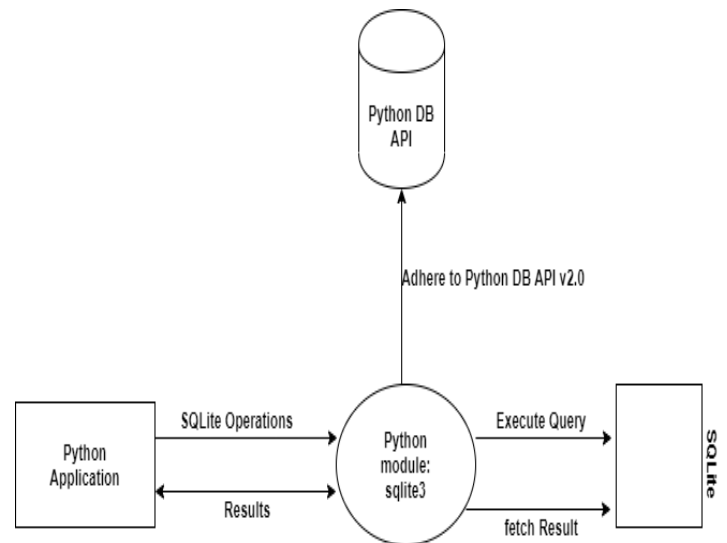 Python DB
API
Adhere to Python DB API v2.0
SQLite Operations
Execute Query
Python
Application
Python
module:
sqlite3
SQLite
Results
fetch Result